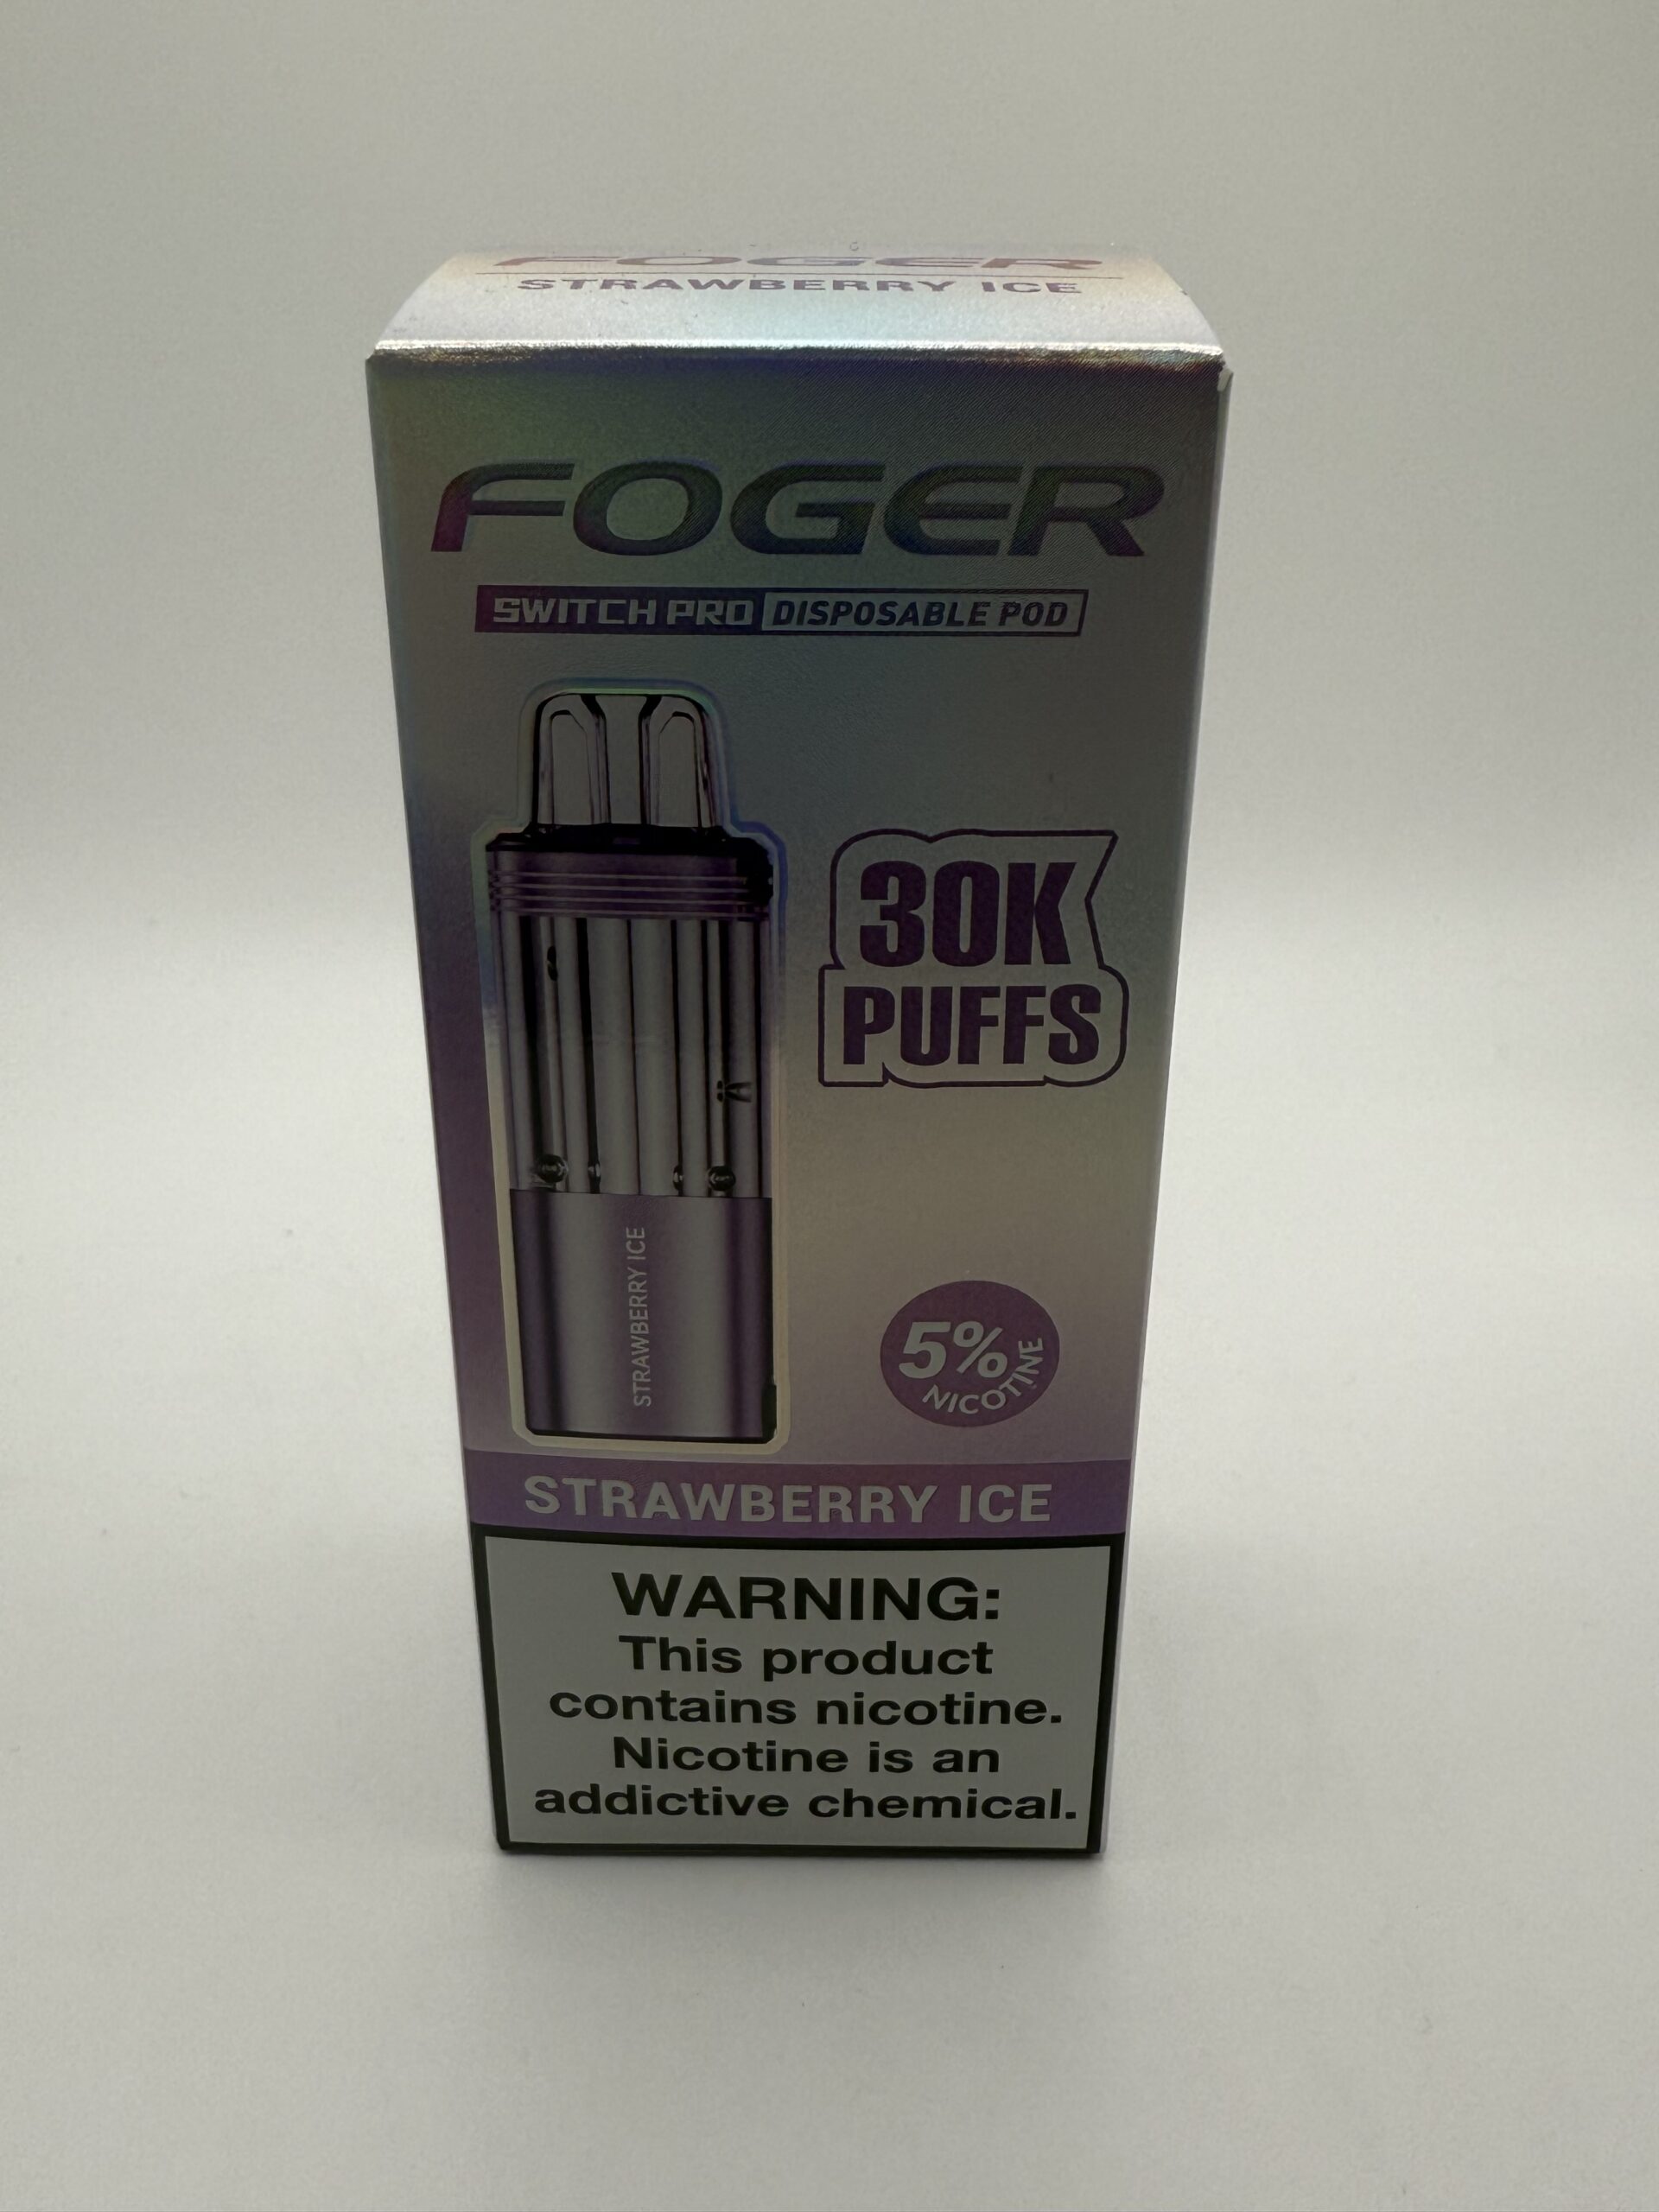 FOGER
STRAWBERRY ICE
FOGER
SWITCH PRO DISPOSABLE POD
30K
PUFFS
STRAWBERRY ICE
5%
NICOTINE
STRAWBERRY ICE
WARNING:
This product
contains nicotine.
Nicotine is an
addictive chemical.